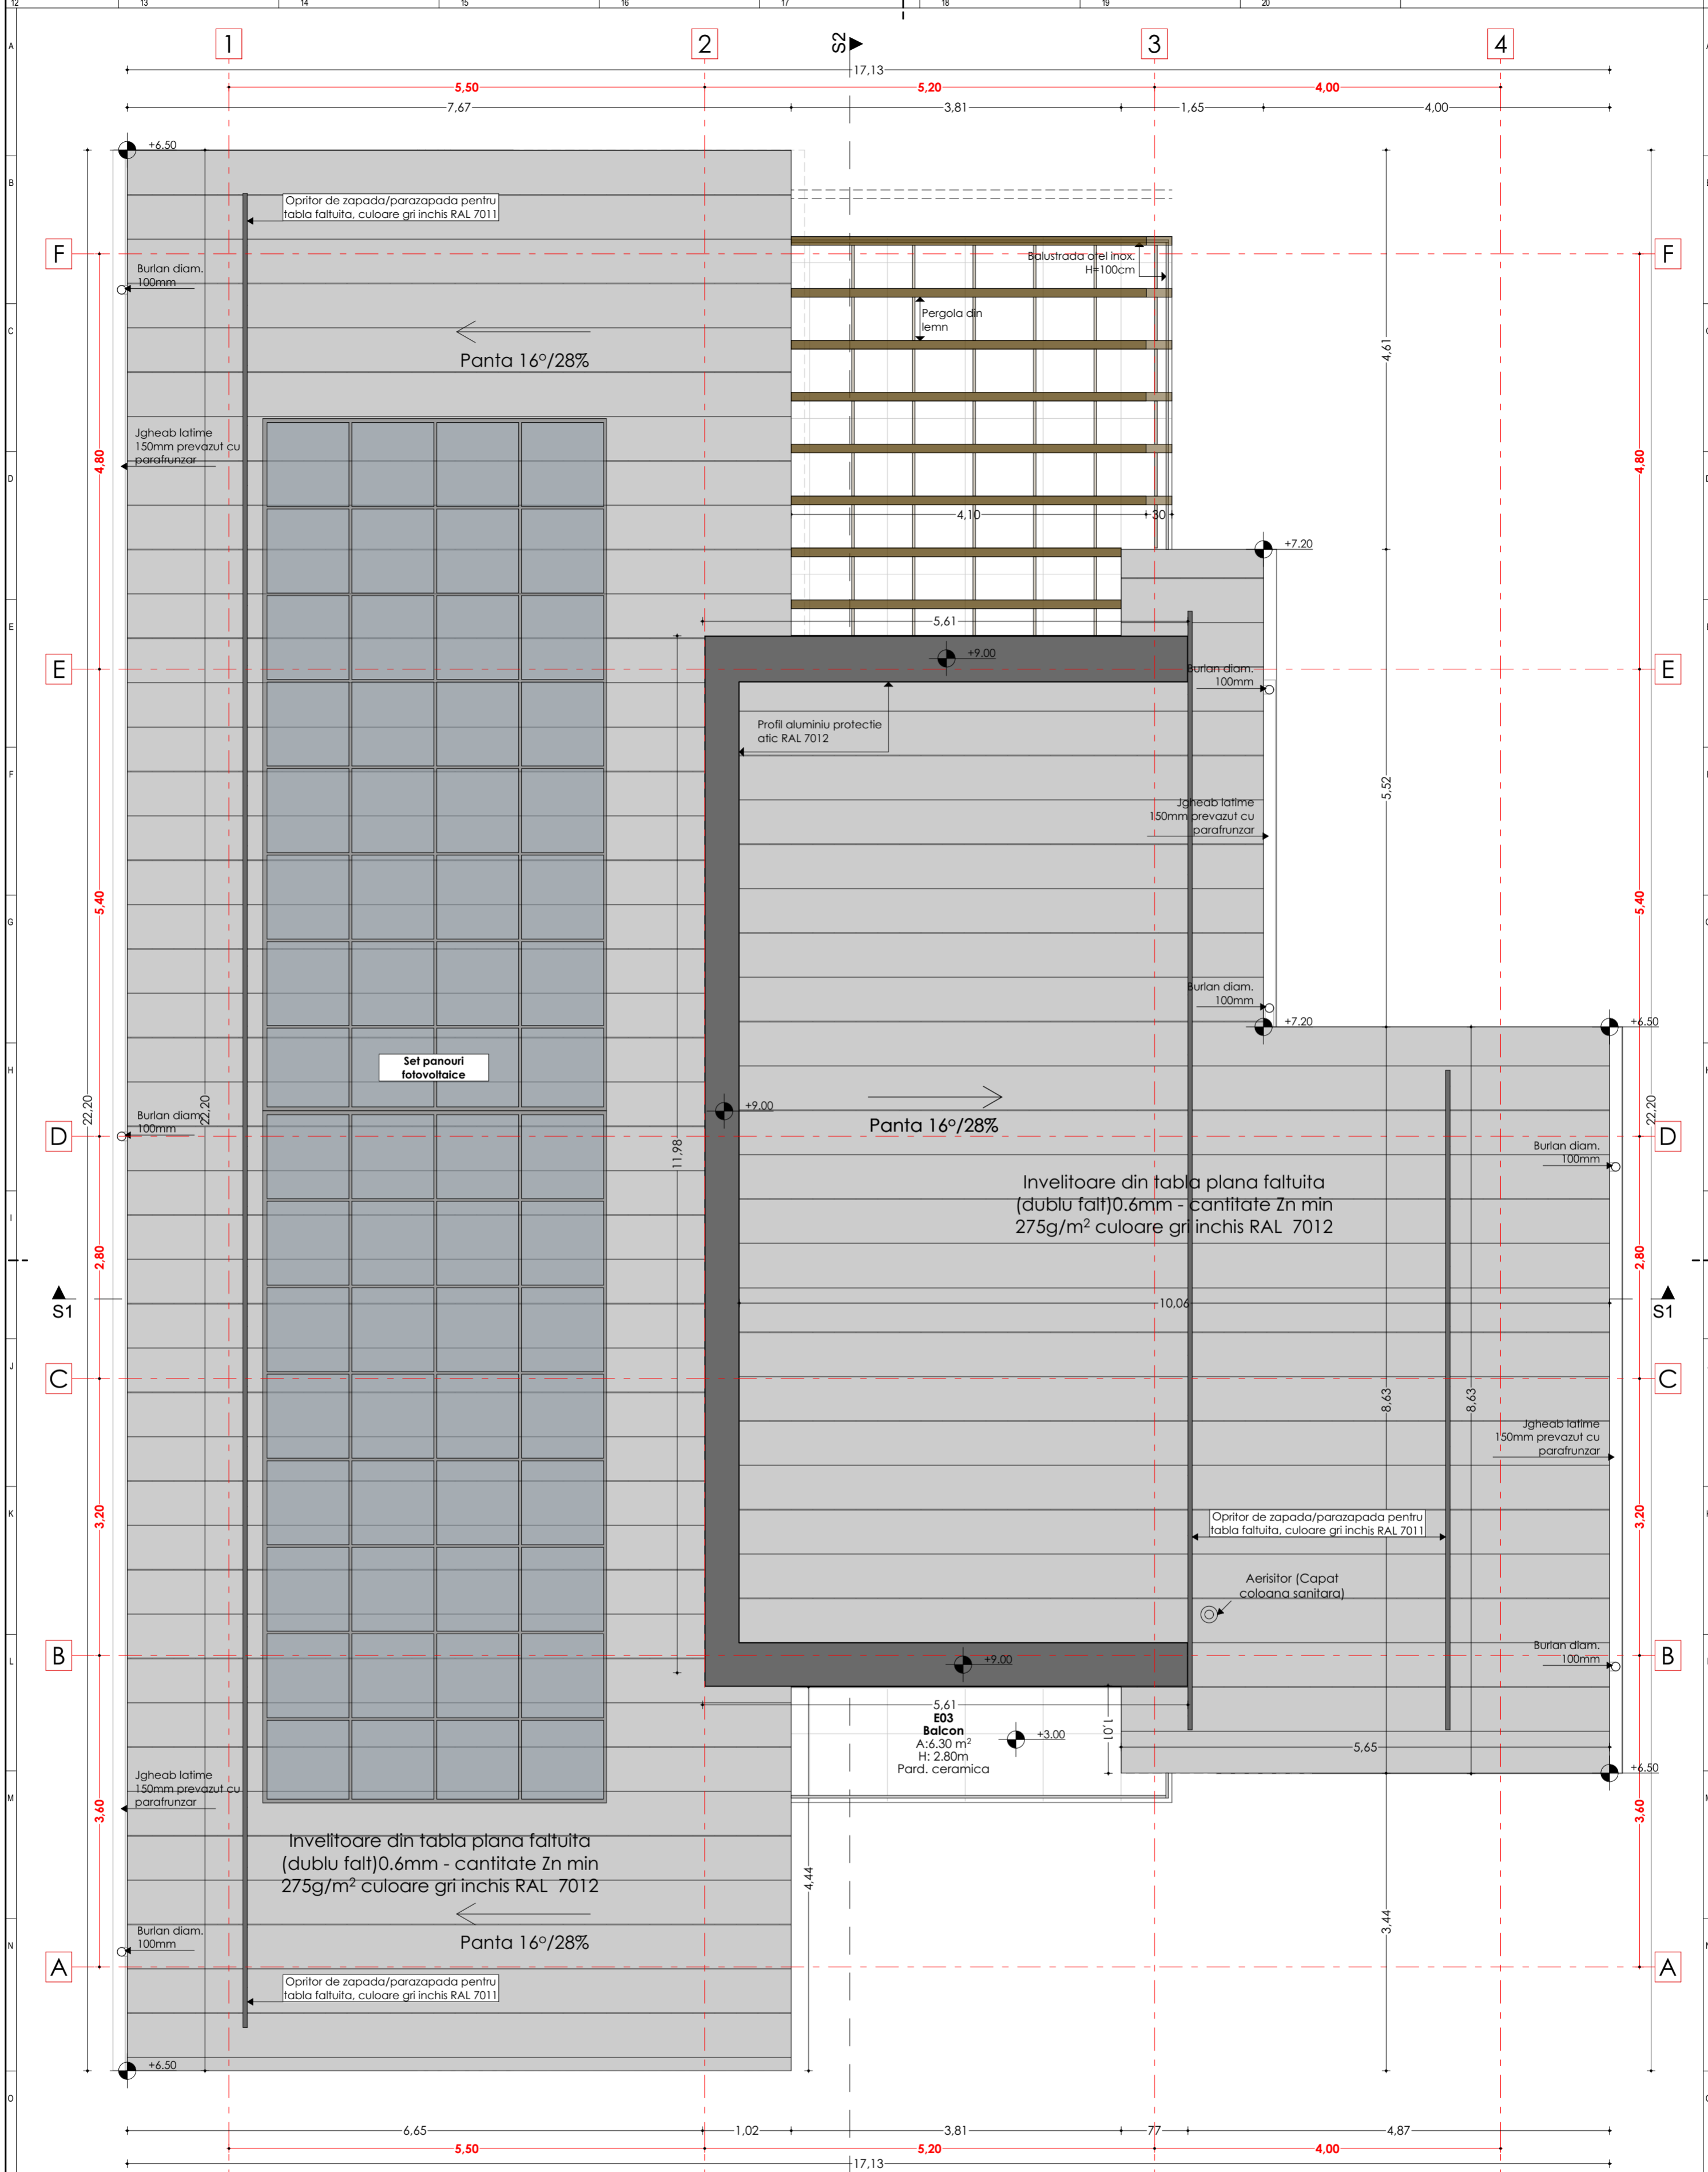 12 13 14 15 16 17 18 19 20
A
1 2 S2 3 4
17,13
5,50 5,20 4,00
7,67 3,81 1,65 4,00
+6.50
B
Opritor de zapada/parazapada pentru
tabla faltuita, culoare gri inchis RAL 7011
F F
Balustrada otel inox.
H=100cm
Burlan diam.
100mm
Pergola din
lemn
C
Panta 16°/28%
4,61
Jgheab latime
150mm prevazut cu
parafrunzar
4,80 4,80
D
4,10 30
+7.20
5,61
E
+9,00
E E
Burlan diam.
100mm
Profil aluminiu protectie
atic RAL 7012
F
5,52
Jgheab latime
150mm prevazut cu
parafrunzar
5,40 5,40
G
Burlan diam.
100mm
+7.20 +6.50
H
Set panouri
fotovoltaice
22,20 22,20 22,20
+9.00
Burlan diam.
100mm
Panta 16°/28%
D D
11,98
Burlan diam.
100mm
Invelitoare din tabla plana faltuita
(dublu falt)0.6mm - cantitate Zn min
275g/m² culoare gri inchis RAL 7012
I
2,80 2,80
S1 S1
10,06
J
C C
8,63 8,63
Jgheab latime
150mm prevazut cu
parafrunzar
K
3,20 3,20
Opritor de zapada/parazapada pentru
tabla faltuita, culoare gri inchis RAL 7011
Aerisitor (Capat
coloana sanitara)
B B
L
+9.00
Burlan diam.
100mm
5,61
E03
Balcon
A:6.30 m²
H: 2.80m
Pard. ceramica
+3.00
1,01
5,65
+6.50
Jgheab latime
150mm prevazut cu
parafrunzar
M
3,60 3,60
Invelitoare din tabla plana faltuita
(dublu falt)0.6mm - cantitate Zn min
275g/m² culoare gri inchis RAL 7012
4,44
3,44
Panta 16°/28%
Burlan diam.
100mm
N
A A
Opritor de zapada/parazapada pentru
tabla faltuita, culoare gri inchis RAL 7011
+6.50
O
6,65 1,02 3,81 77 4,87
5,50 5,20 4,00
17,13